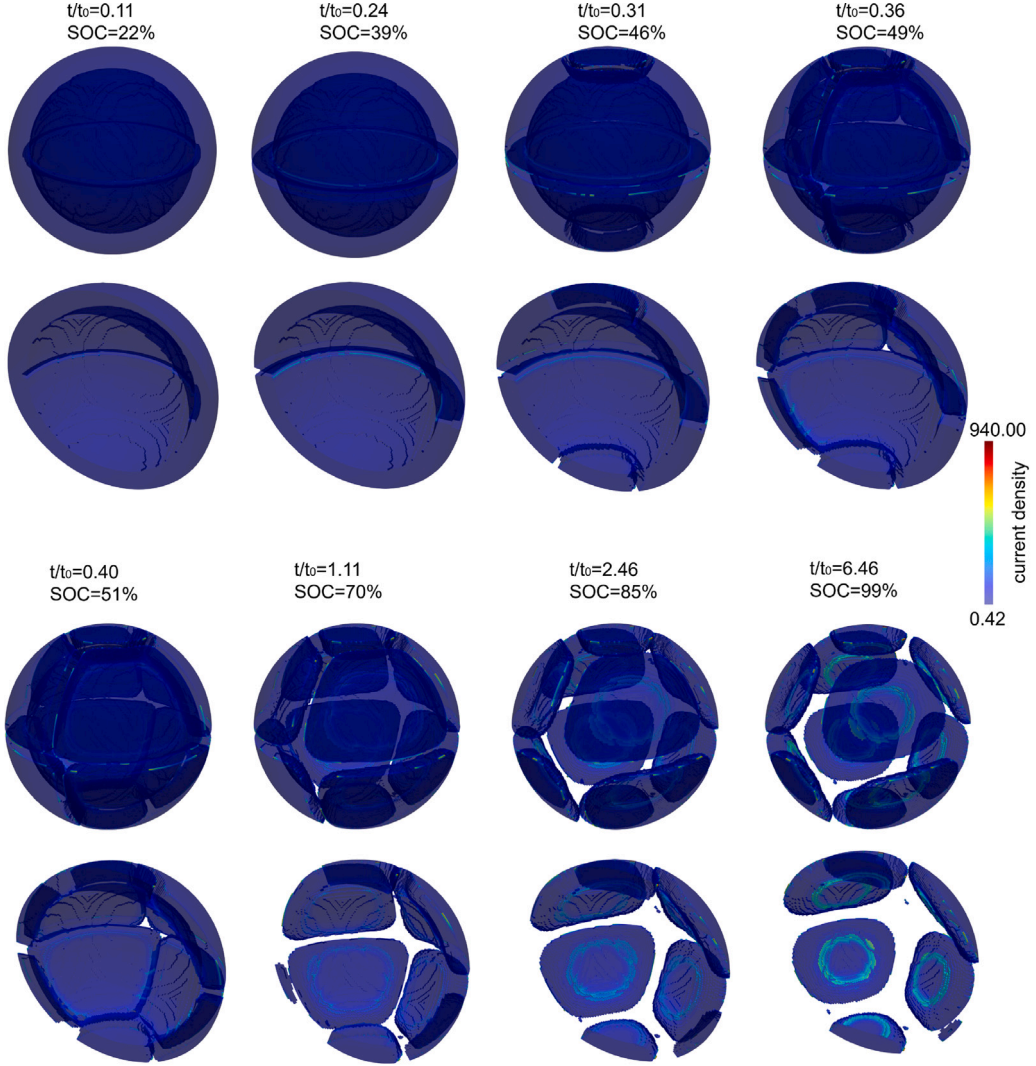 t/t₀=0.11
SOC=22%
t/t₀=0.24
SOC=39%
t/t₀=0.31
SOC=46%
t/t₀=0.36
SOC=49%
940.00
current density
0.42
t/t₀=0.40
SOC=51%
t/t₀=1.11
SOC=70%
t/t₀=2.46
SOC=85%
t/t₀=6.46
SOC=99%